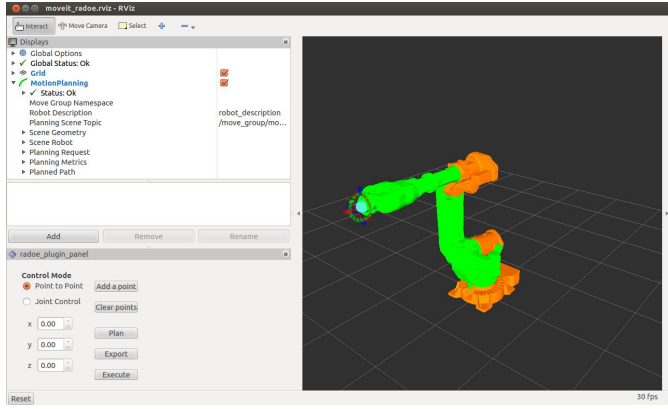 moveit_radoe.rviz - RViz
Interact Move Camera Select
Displays
Global Options
Global Status: Ok
Grid
MotionPlanning
Status: Ok
Move Group Namespace
Robot Description robot_description
Planning Scene Topic /move_group/mo...
Scene Geometry
Scene Robot
Planning Request
Planning Metrics
Planned Path
Add Remove Rename
radoe_plugin_panel
Control Mode
Point to Point Add a point
Joint Control Clear points
x 0.00
Plan
y 0.00
Export
z 0.00
Execute
Reset 30 fps